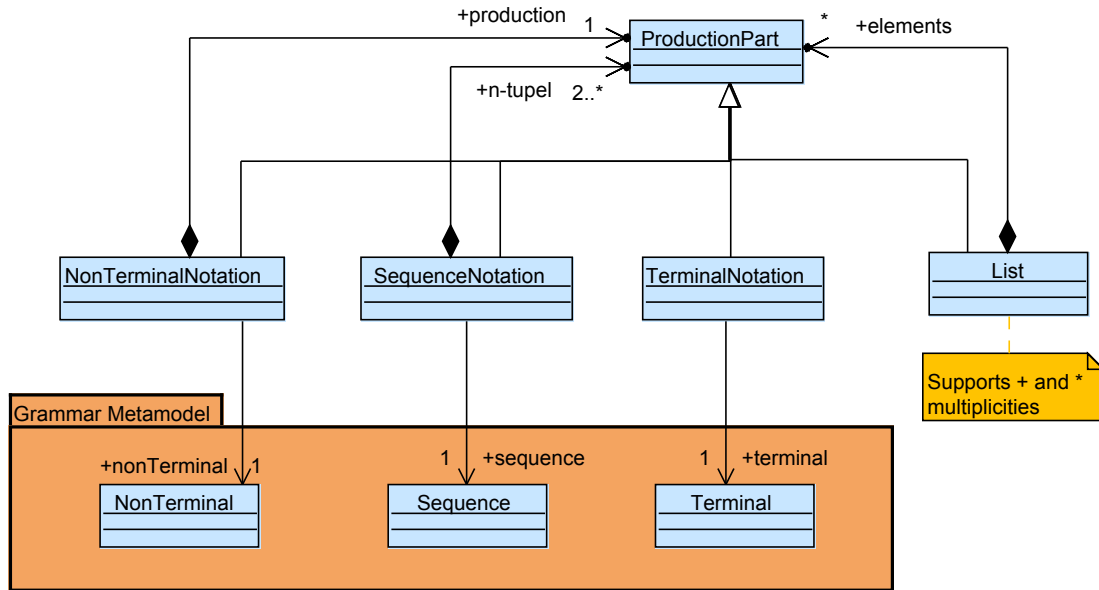 +production
1
ProductionPart
*
+elements
+n-tupel
2..*
NonTerminalNotation
SequenceNotation
TerminalNotation
List
Supports + and *
multiplicities
Grammar Metamodel
+nonTerminal
1
1
+sequence
1
+terminal
NonTerminal
Sequence
Terminal